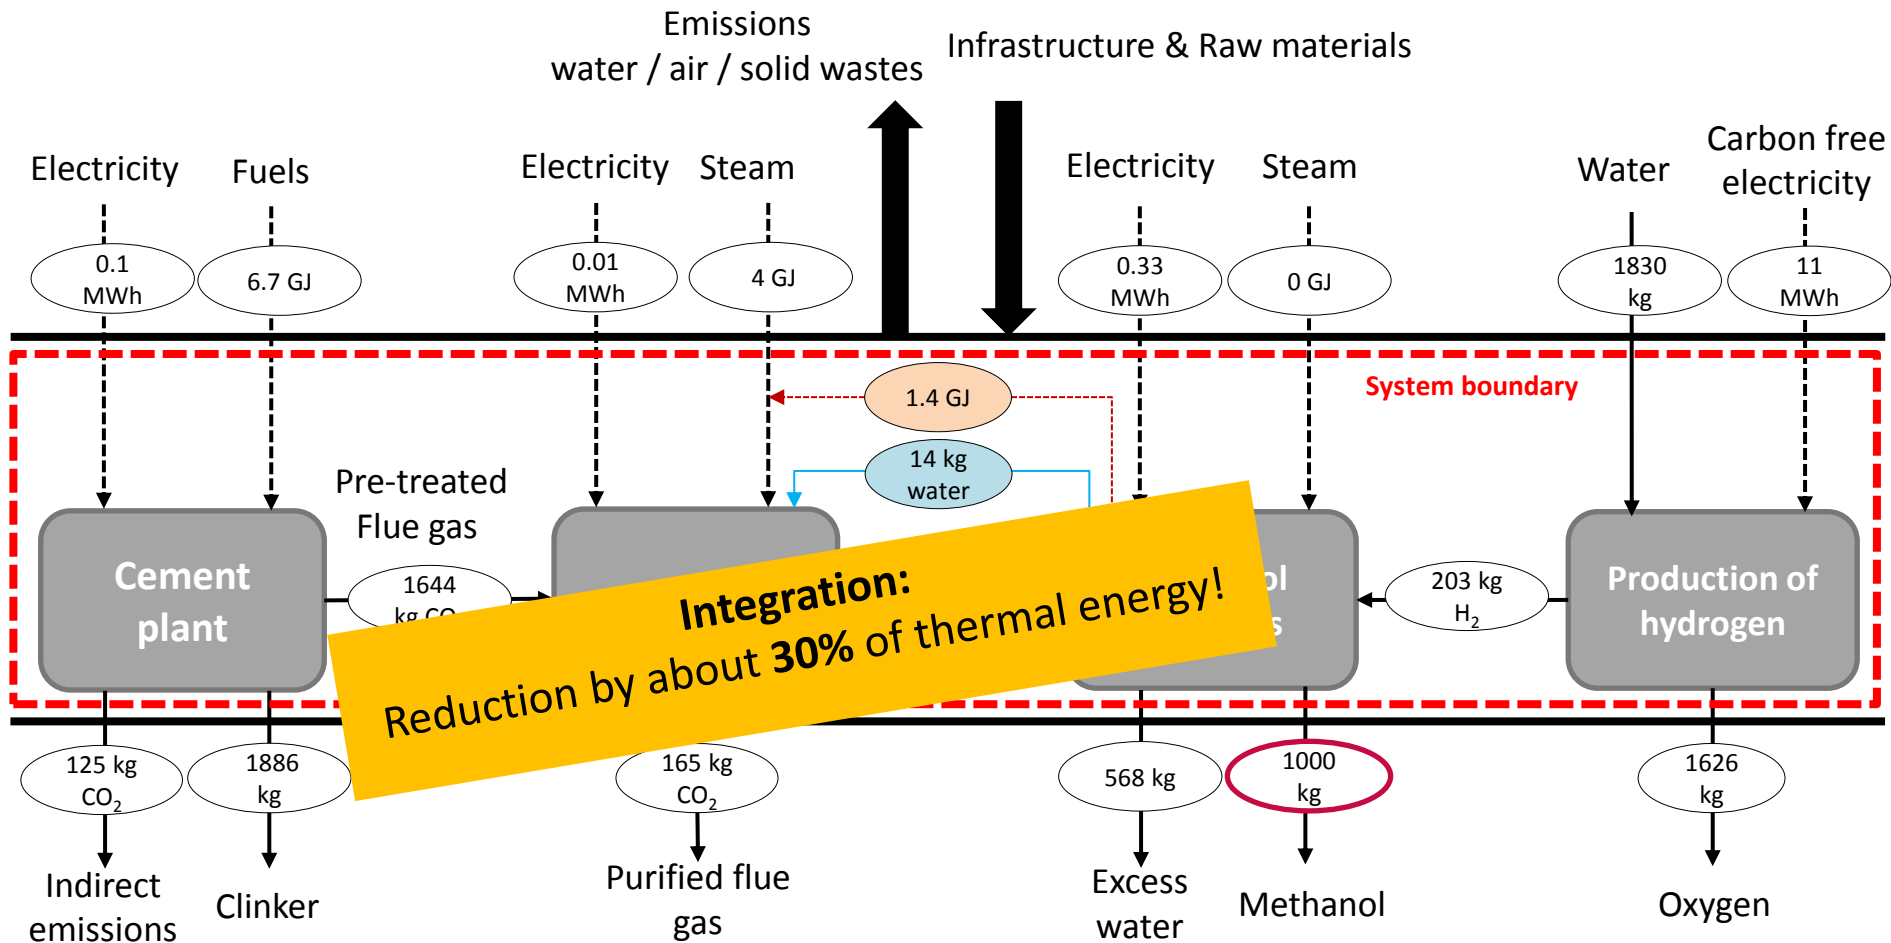 Emissions
water / air / solid wastes
Infrastructure & Raw materials
Electricity
Fuels
Electricity
Steam
Electricity
Steam
Water
Carbon free
electricity
0.1
MWh
6.7 GJ
0.01
MWh
4 GJ
0.33
MWh
0 GJ
1830
kg
11
MWh
System boundary
1.4 GJ
14 kg
water
Pre-treated
Flue gas
Cement
plant
1644
kg CO
Integration:
Reduction by about 30% of thermal energy!
ol
s
203 kg
H₂
Production of
hydrogen
125 kg
CO₂
1886
kg
165 kg
CO₂
568 kg
1000
kg
1626
kg
Indirect
emissions
Clinker
Purified flue
gas
Excess
water
Methanol
Oxygen